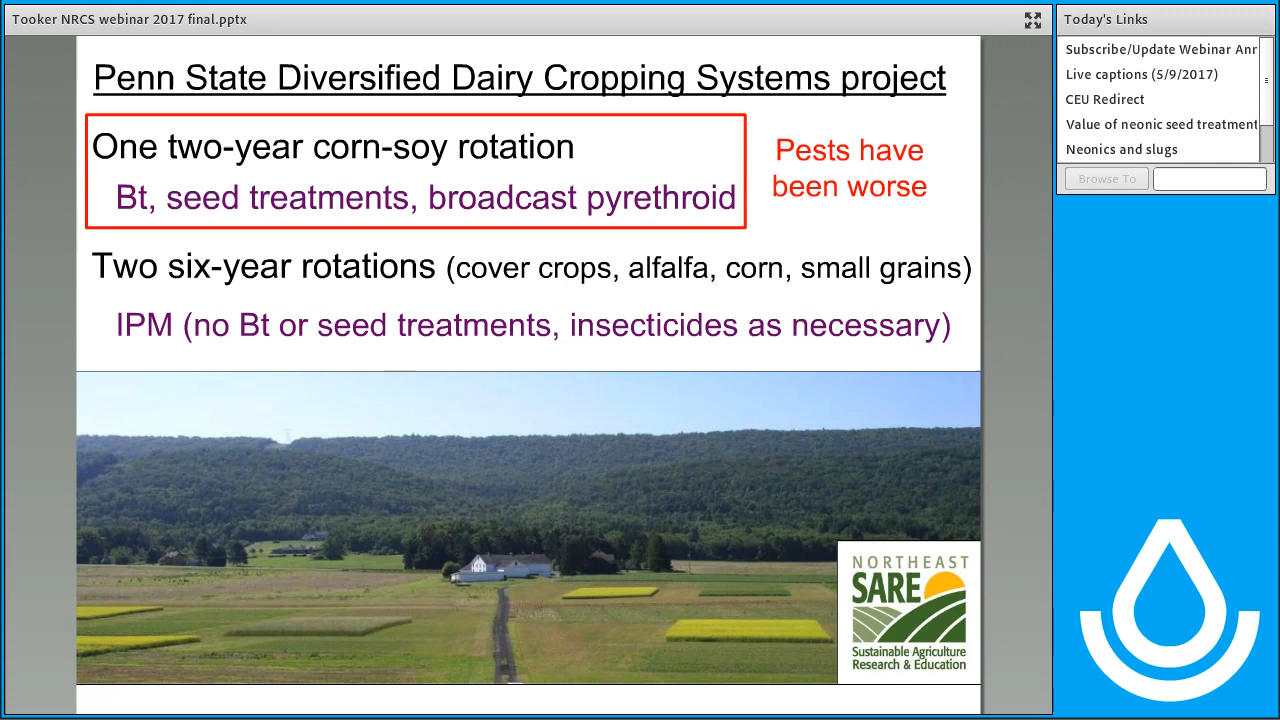 Tooker NRCS webinar 2017 final.pptx
Penn State Diversified Dairy Cropping Systems project
One two-year corn-soy rotation
Bt, seed treatments, broadcast pyrethroid
Pests have
been worse
Two six-year rotations (cover crops, alfalfa, corn, small grains)
IPM (no Bt or seed treatments, insecticides as necessary)
NORTHEAST
SARE
Sustainable Agriculture
Research & Education
Today's Links
Subscribe/Update Webinar Anr
Live captions (5/9/2017)
CEU Redirect
Value of neonic seed treatment
Neonics and slugs
Browse To